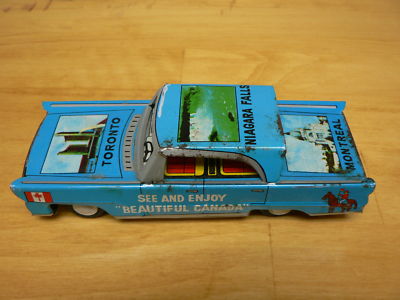 TORONTO
NIAGARA FALLS
MONTREAL
SEE AND ENJOY
"BEAUTIFUL CANADA"